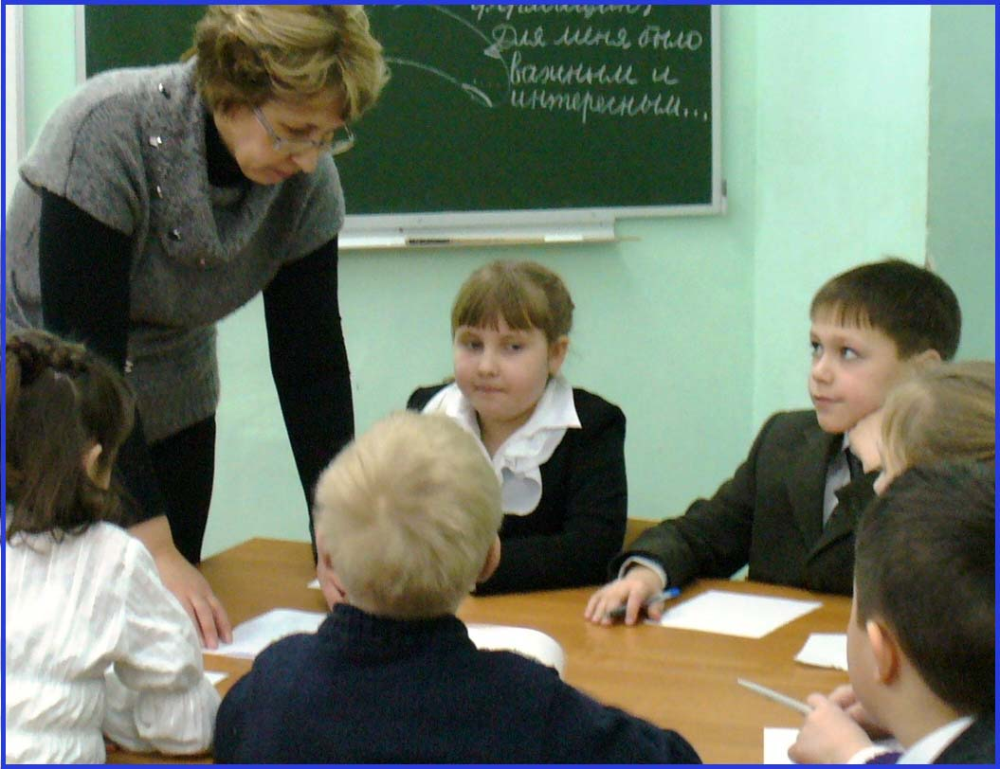 для меня было
важным и
интересным...